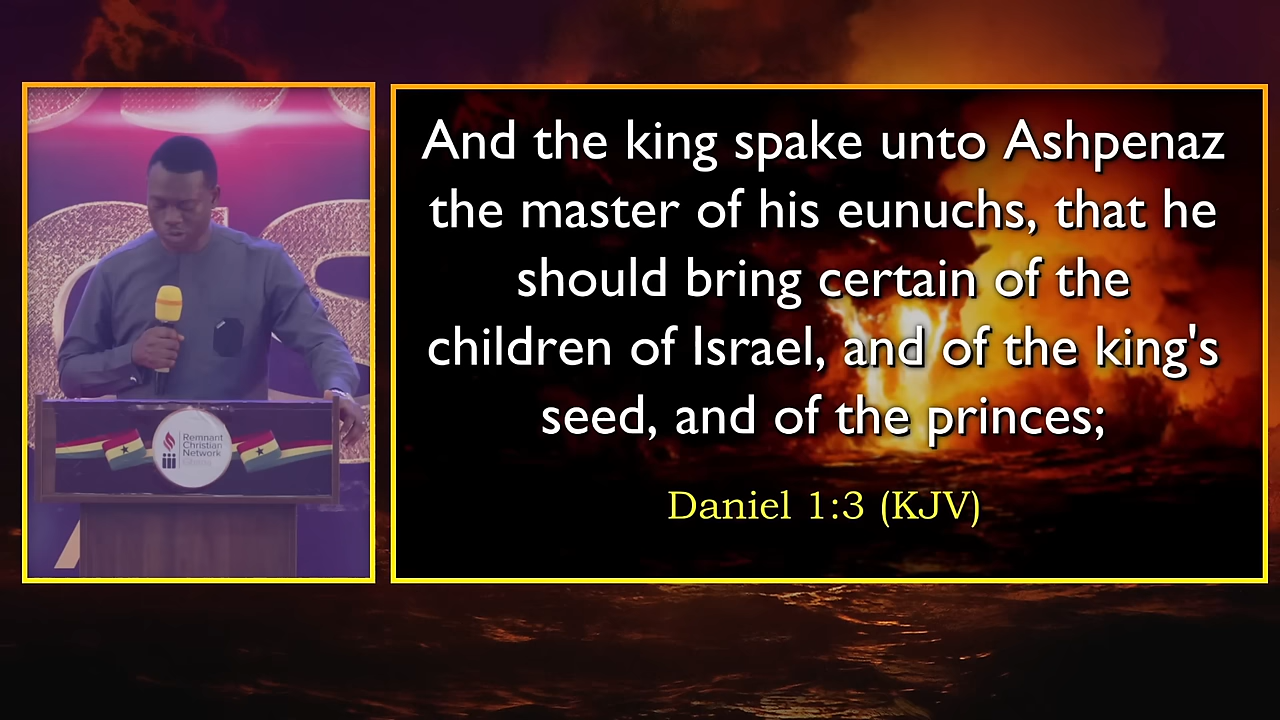 And the king spake unto Ashpenaz
the master of his eunuchs, that he
should bring certain of the
children of Israel, and of the king's
seed, and of the princes;
Daniel 1:3 (KJV)
Remnant
Christian
Network